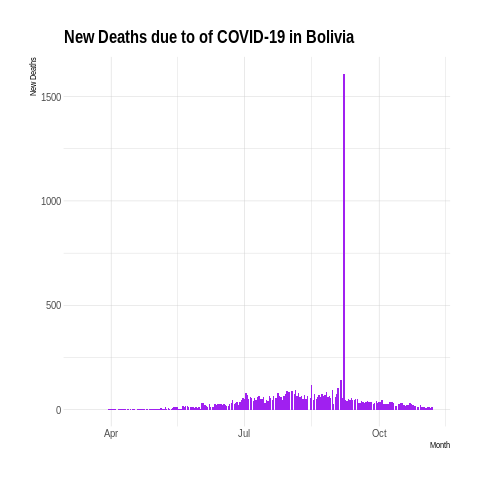 New Deaths due to of COVID-19 in Bolivia
New Deaths
1500
1000
500
0
Apr Jul Oct
Month